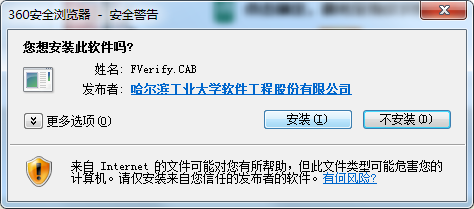 360安全浏览器 - 安全警告
您想安装此软件吗?
姓名: FVerify.CAB
发布者: 哈尔滨工业大学软件工程股份有限公司
更多选项(O)
安装(I)
不安装(D)
来自 Internet 的文件可能对您有所帮助，但此文件类型可能危害您的
计算机。请仅安装来自您信任的发布者的软件。有何风险?